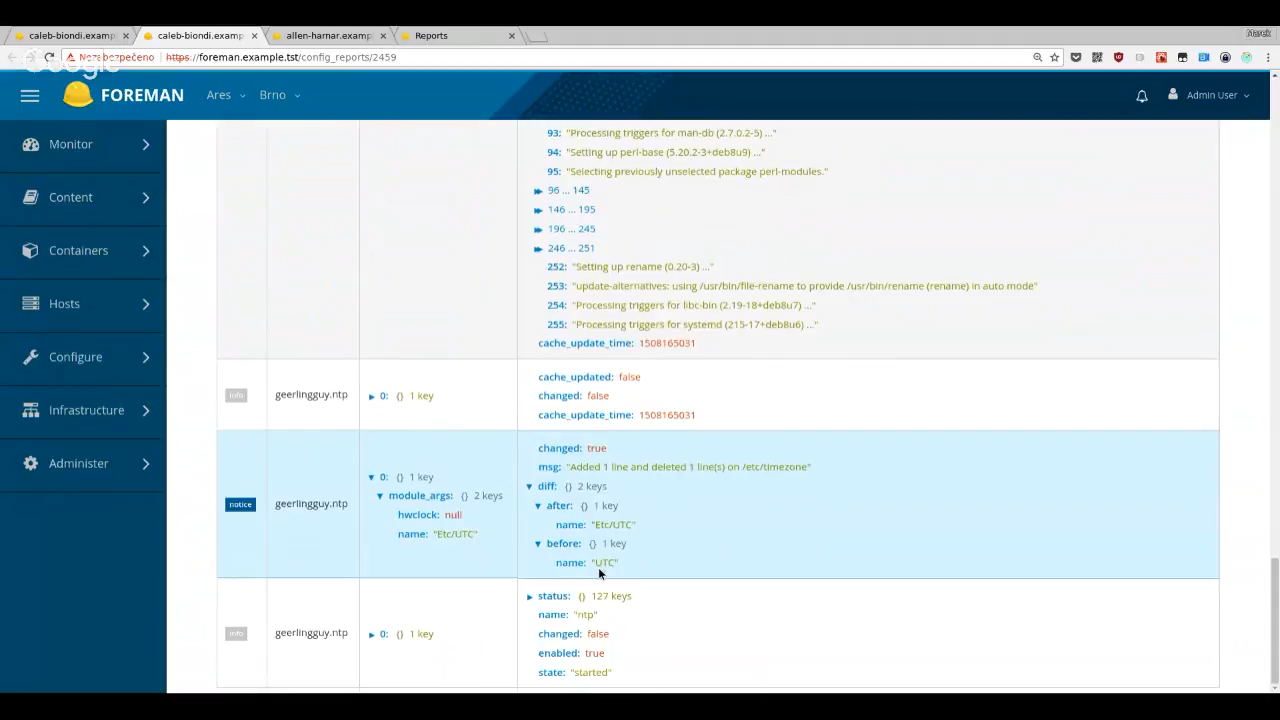 caleb-biondi.examp
caleb-biondi.examp
allen-harnar.examp
Reports
Marek
Nezabezpečeno
https://foreman.example.tst/config_reports/2459
Google
FOREMAN
Ares
Brno
Admin User
Monitor
Content
Containers
Hosts
Configure
Infrastructure
Administer
93: "Processing triggers for man-db (2.7.0.2-5) ..."
94: "Setting up perl-base (5.20.2-3+deb8u9) ..."
95: "Selecting previously unselected package perl-modules."
96 ... 145
146 ... 195
196 ... 245
246 ... 251
252: "Setting up rename (0.20-3) ..."
253: "update-alternatives: using /usr/bin/file-rename to provide /usr/bin/rename (rename) in auto mode"
254: "Processing triggers for libc-bin (2.19-18+deb8u7) ..."
255: "Processing triggers for systemd (215-17+deb8u6) ..."
cache_update_time: 1508165031
info
geerlingguy.ntp
0: {} 1 key
cache_updated: false
changed: false
cache_update_time: 1508165031
notice
geerlingguy.ntp
0: {} 1 key
module_args: {} 2 keys
hwclock: null
name: "Etc/UTC"
changed: true
msg: "Added 1 line and deleted 1 line(s) on /etc/timezone"
diff: {} 2 keys
after: {} 1 key
name: "Etc/UTC"
before: {} 1 key
name: "UTC"
info
geerlingguy.ntp
0: {} 1 key
status: {} 127 keys
name: "ntp"
changed: false
enabled: true
state: "started"